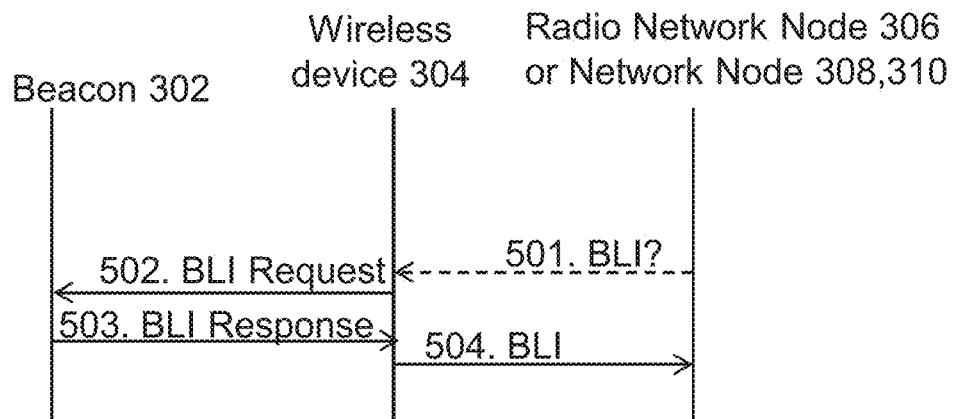 Beacon 302
Wireless
device 304
Radio Network Node 306
or Network Node 308,310
501. BLI?
502. BLI Request
503. BLI Response
504. BLI